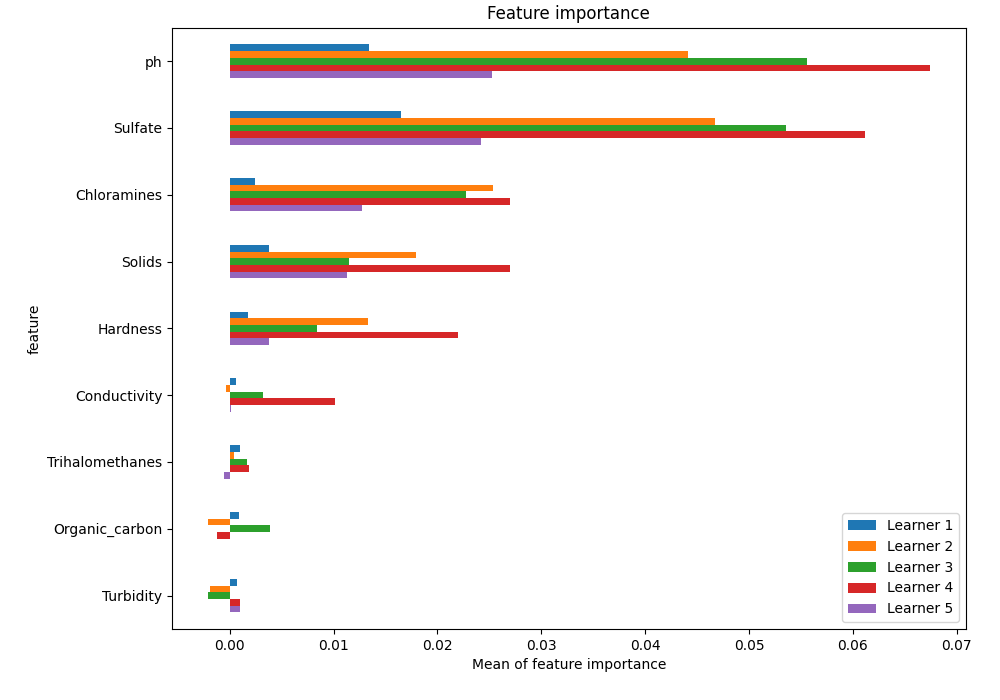 Feature importance
ph
Sulfate
Chloramines
Solids
Hardness
Conductivity
Trihalomethanes
Organic_carbon
Turbidity
feature
Learner 1
Learner 2
Learner 3
Learner 4
Learner 5
0.00 0.01 0.02 0.03 0.04 0.05 0.06 0.07
Mean of feature importance